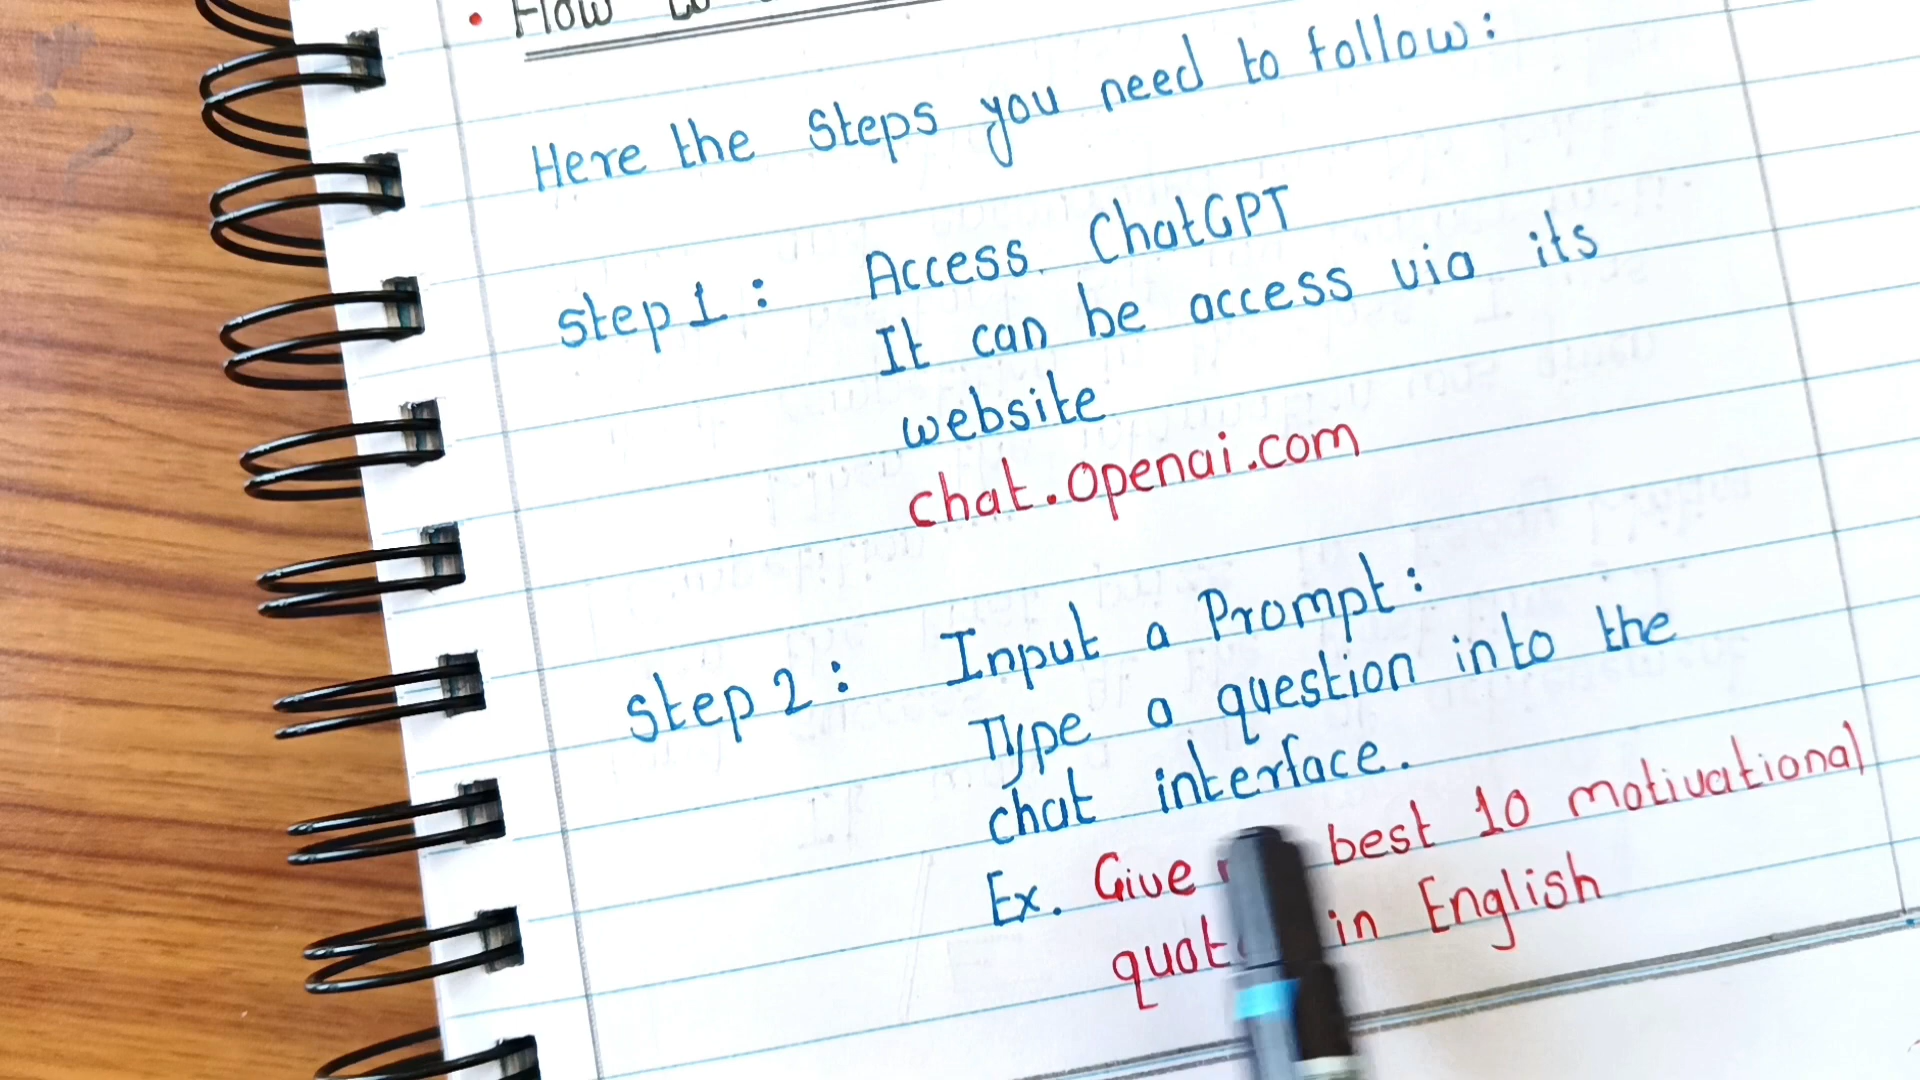 • How
Here the Steps you need to follow:
Step 1: Access ChatGPT
It can be access via its
website
chat.Openai.com
Step 2: Input a Prompt:
Type a question into the
chat interface.
Ex. Give best 10 motivational
in English